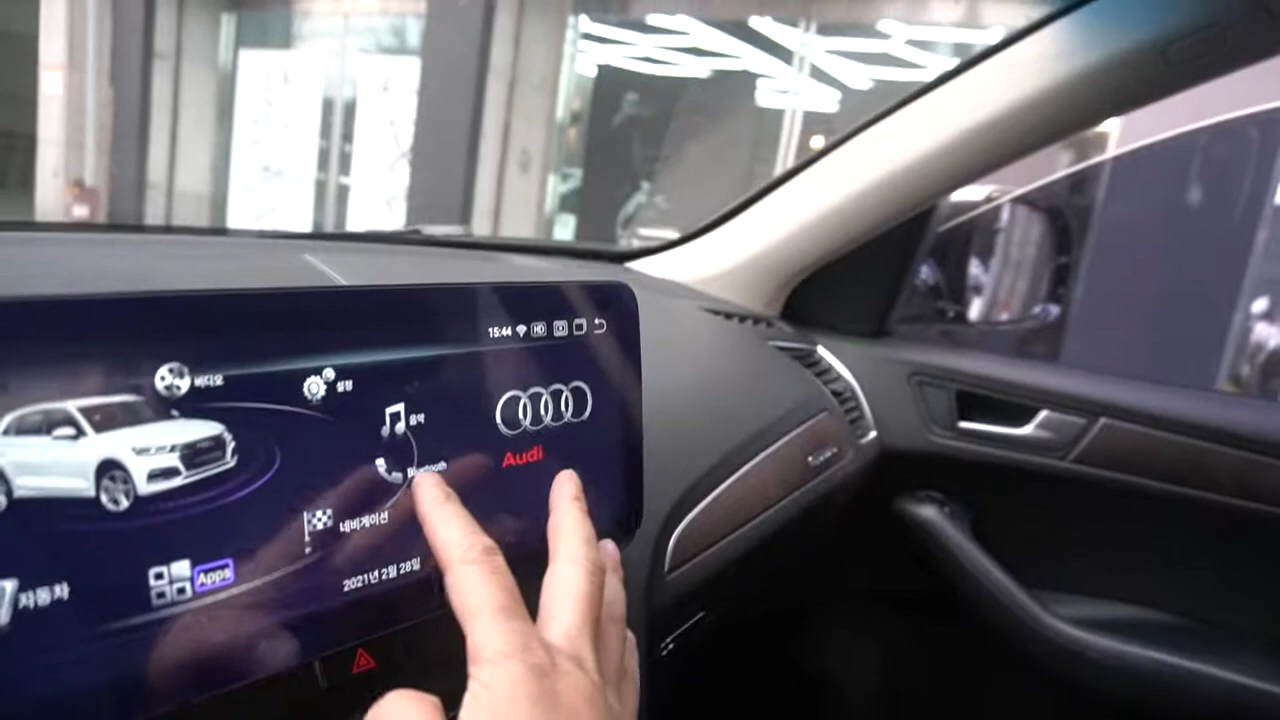 15:44 HD
비디오
설정
음악
Audi
Bluetooth
네비게이션
Apps
자동차
2021년 2월 28일